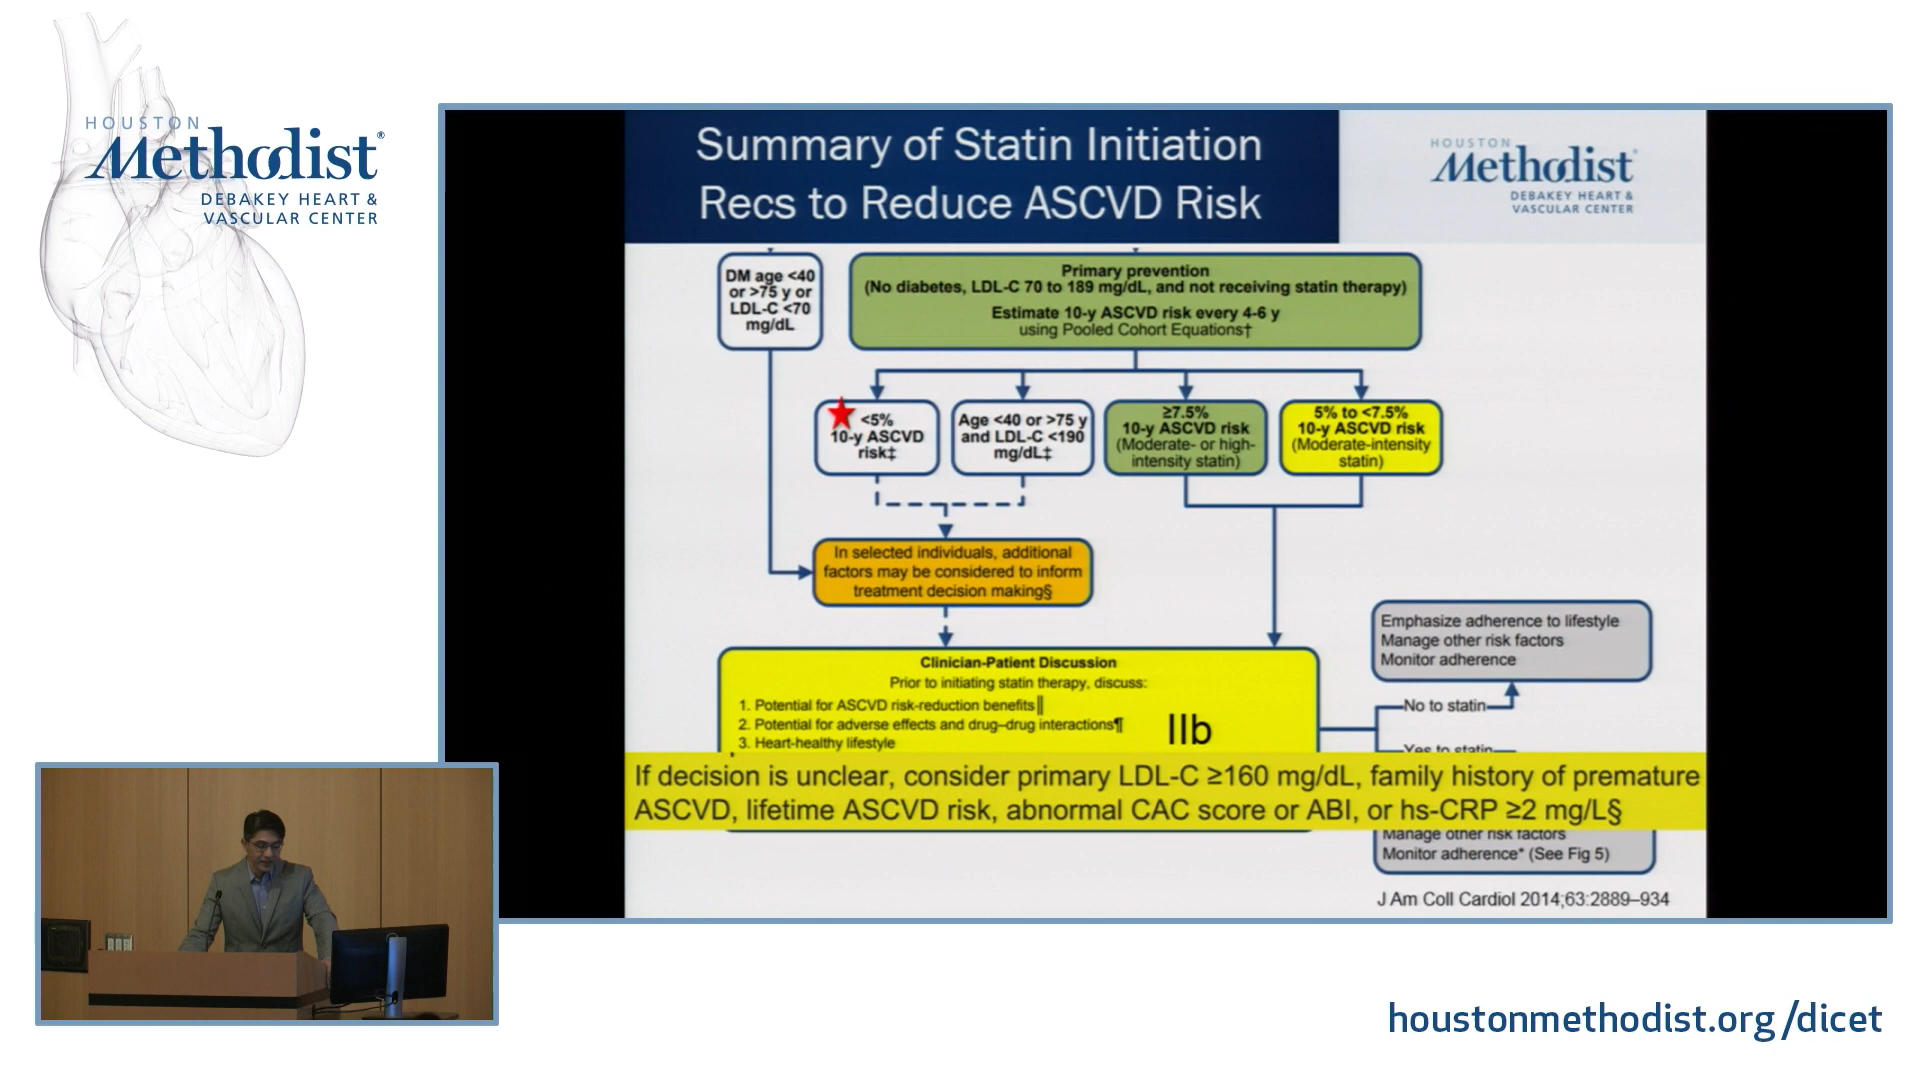 HOUSTON
Methodist®
DEBAKEY HEART &
VASCULAR CENTER
Summary of Statin Initiation
Recs to Reduce ASCVD Risk
HOUSTON
Methodist®
DEBAKEY HEART &
VASCULAR CENTER
DM age <40
or >75 y or
LDL-C <70
mg/dL
Primary prevention
(No diabetes, LDL-C 70 to 189 mg/dL, and not receiving statin therapy)
Estimate 10-y ASCVD risk every 4-6 y
using Pooled Cohort Equations†
<5%
10-y ASCVD
risk‡
Age <40 or >75 y
and LDL-C <190
mg/dL‡
≥7.5%
10-y ASCVD risk
(Moderate- or high-
intensity statin)
5% to <7.5%
10-y ASCVD risk
(Moderate-intensity
statin)
In selected individuals, additional
factors may be considered to inform
treatment decision making§
Clinician-Patient Discussion
Prior to initiating statin therapy, discuss:
1. Potential for ASCVD risk-reduction benefits‖
2. Potential for adverse effects and drug–drug interactions¶
3. Heart-healthy lifestyle
IIb
Emphasize adherence to lifestyle
Manage other risk factors
Monitor adherence
No to statin
Yes to statin
If decision is unclear, consider primary LDL-C ≥160 mg/dL, family history of premature
ASCVD, lifetime ASCVD risk, abnormal CAC score or ABI, or hs-CRP ≥2 mg/L§
Manage other risk factors
Monitor adherence* (See Fig 5)
J Am Coll Cardiol 2014;63:2889–934
houstonmethodist.org/dicet